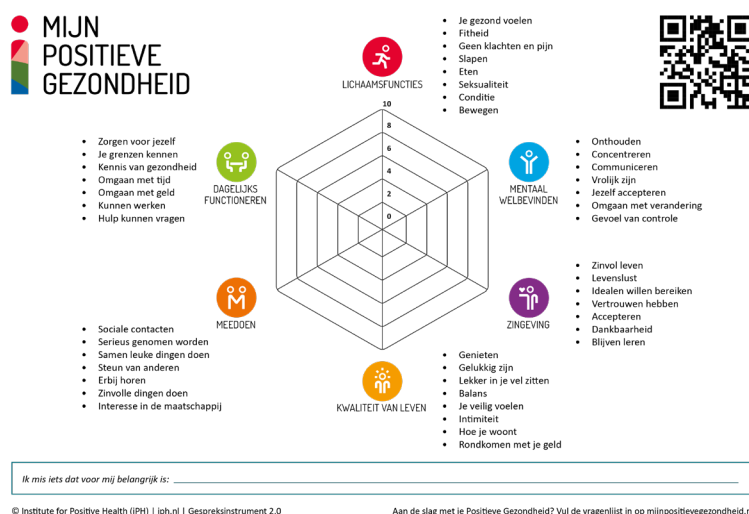 MIJN
POSITIEVE
GEZONDHEID
LICHAAMSFUNCTIES
• Je gezond voelen
• Fitheid
• Geen klachten en pijn
• Slapen
• Eten
• Seksualiteit
• Conditie
• Bewegen
10
8
6
4
2
0
• Zorgen voor jezelf
• Je grenzen kennen
• Kennis van gezondheid
• Omgaan met tijd
• Omgaan met geld
• Kunnen werken
• Hulp kunnen vragen
DAGELIJKS
FUNCTIONEREN
MENTAAL
WELBEVINDEN
• Onthouden
• Concentreren
• Communiceren
• Vrolijk zijn
• Jezelf accepteren
• Omgaan met verandering
• Gevoel van controle
MEEDOEN
• Sociale contacten
• Serieus genomen worden
• Samen leuke dingen doen
• Steun van anderen
• Erbij horen
• Zinvolle dingen doen
• Interesse in de maatschappij
ZINGEVING
• Zinvol leven
• Levenslust
• Idealen willen bereiken
• Vertrouwen hebben
• Accepteren
• Dankbaarheid
• Blijven leren
KWALITEIT VAN LEVEN
• Genieten
• Gelukkig zijn
• Lekker in je vel zitten
• Balans
• Je veilig voelen
• Intimiteit
• Hoe je woont
• Rondkomen met je geld
Ik mis iets dat voor mij belangrijk is:
© Institute for Positive Health (iPH) | iph.nl | Gespreksinstrument 2.0
Aan de slag met je Positieve Gezondheid? Vul de vragenlijst in op mijnpositievegezondheid.n